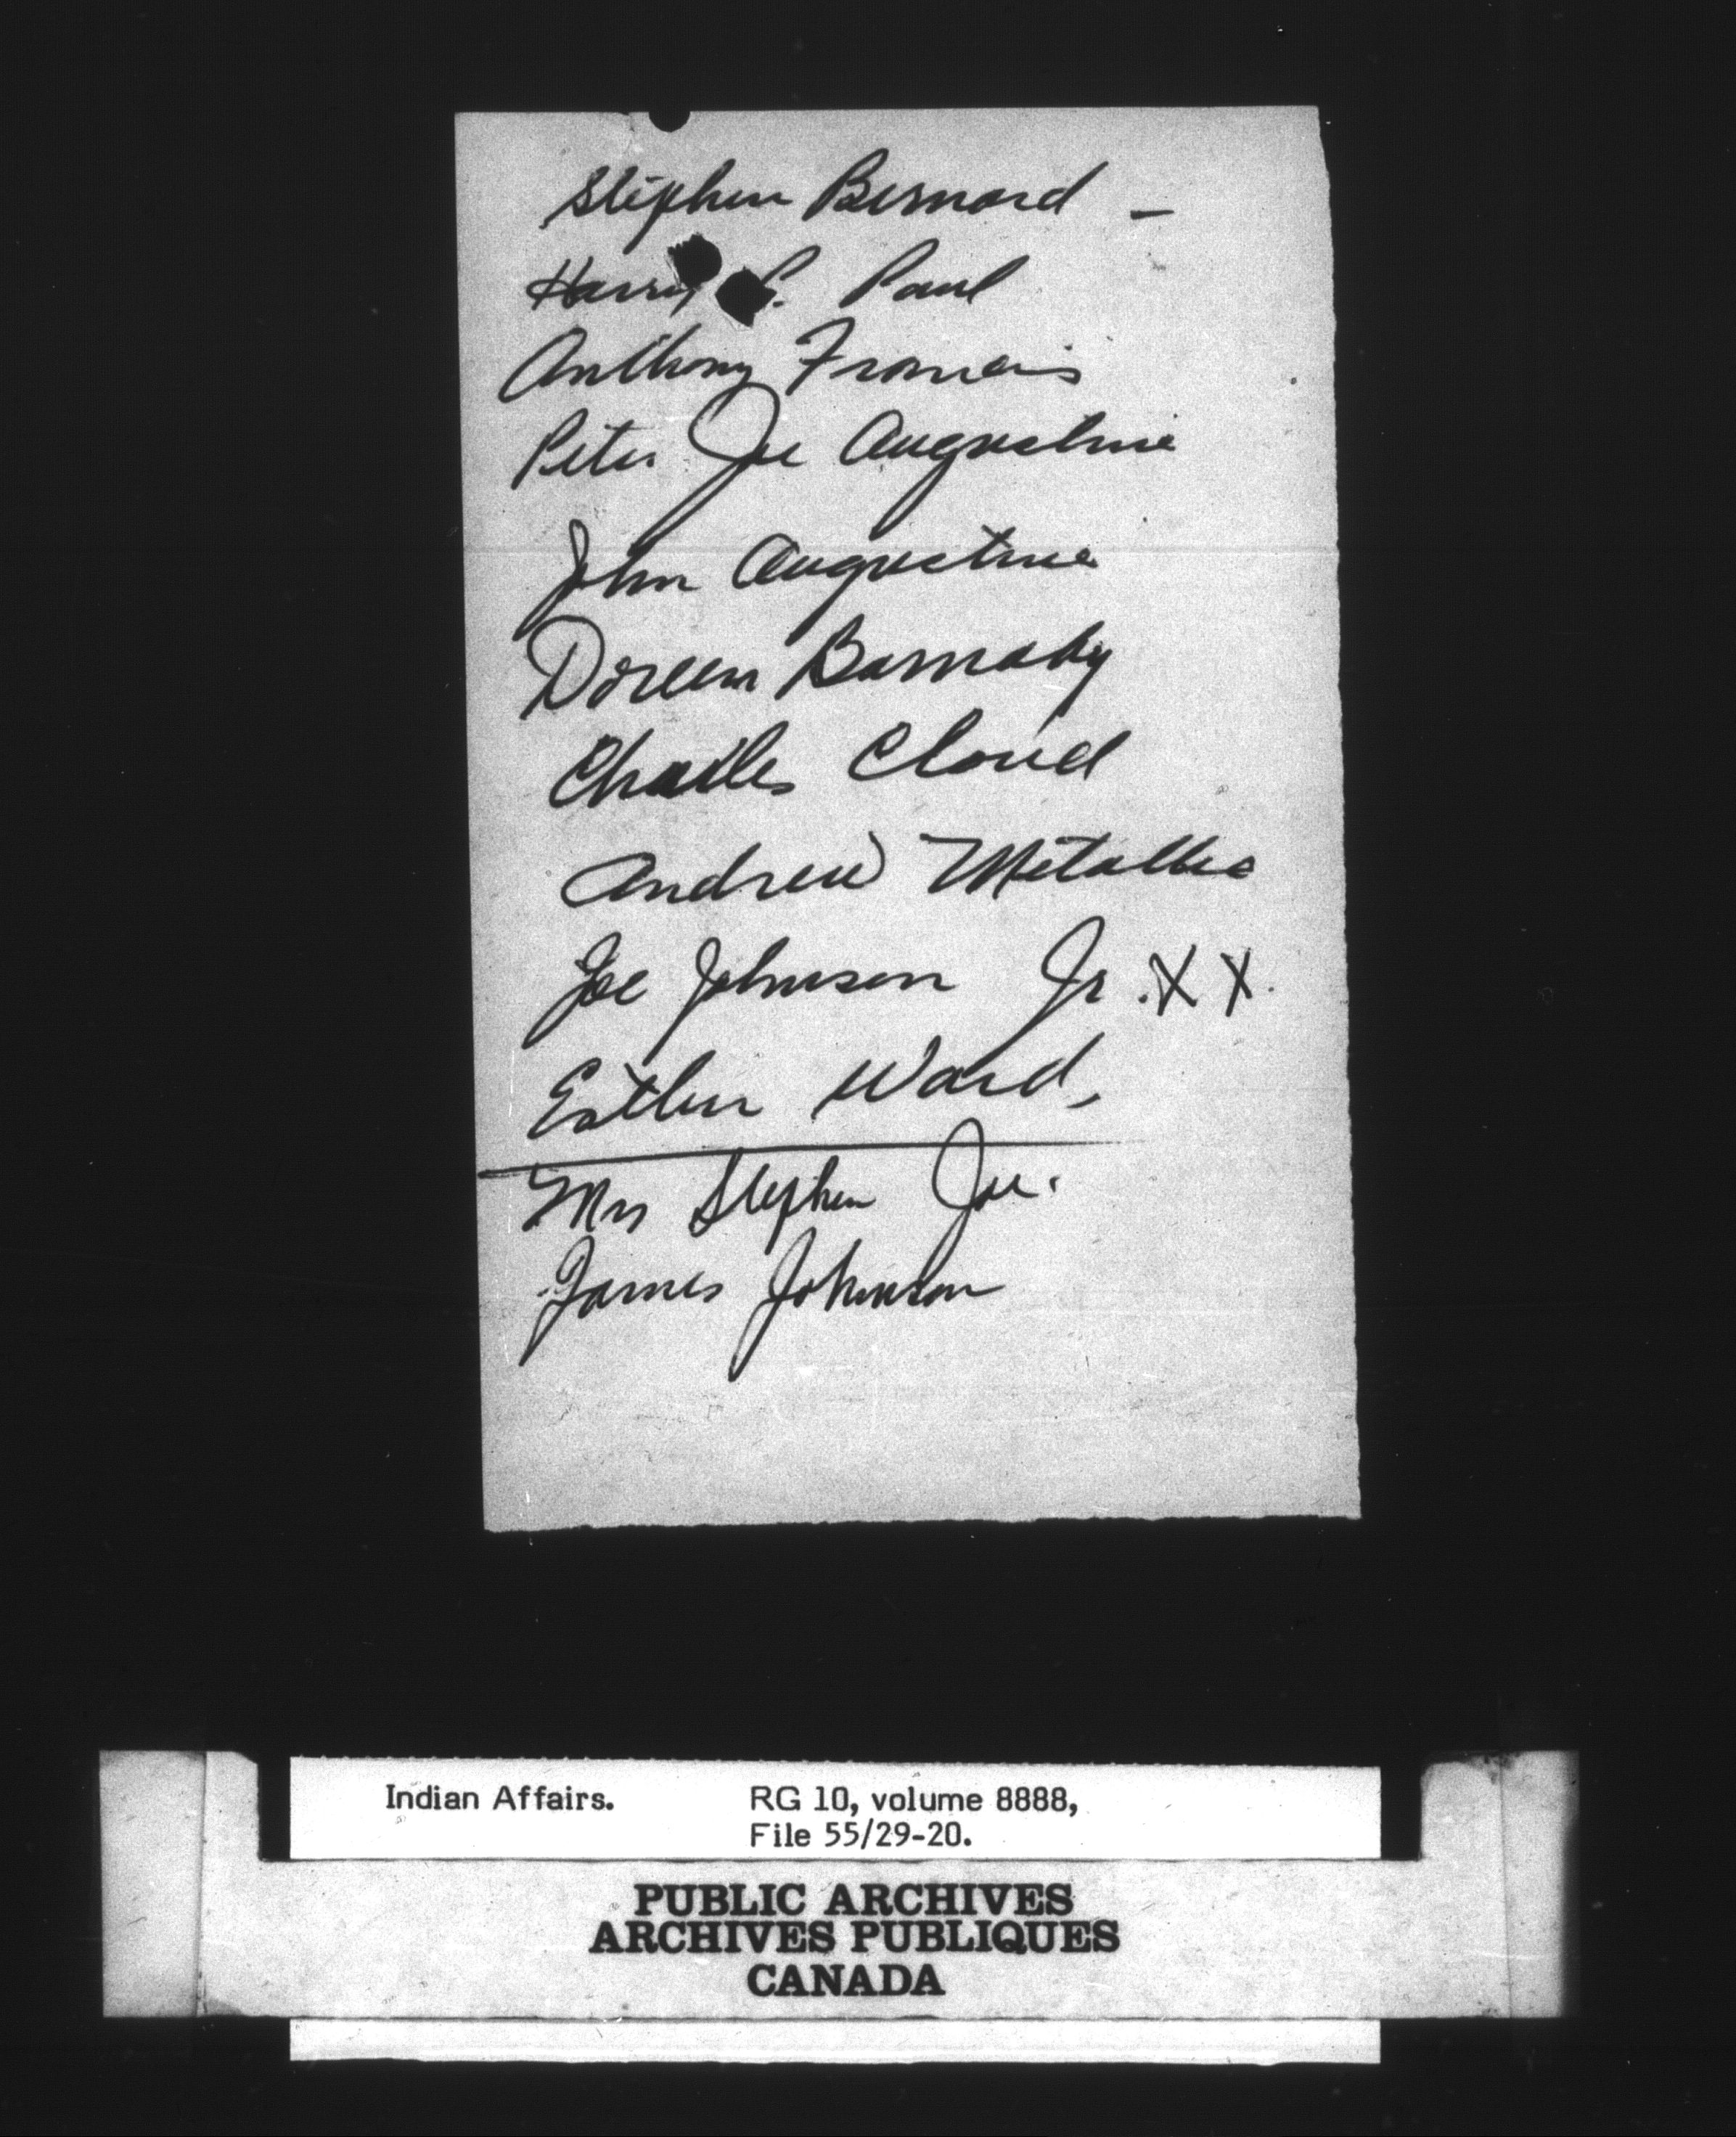 Stephen Bernard -
Harry P. Paul
Anthony Francis
Peter Joe Augustine
John Augustine
Doreen Barnaby
Charles Cloud
Andrew Metallic
Joe Johnson Jr. X X.
Esther Ward,
Mrs Stephen Joe.
James Johnson
Indian Affairs. RG 10, volume 8888,
File 55/29-20.
PUBLIC ARCHIVES
ARCHIVES PUBLIQUES
CANADA